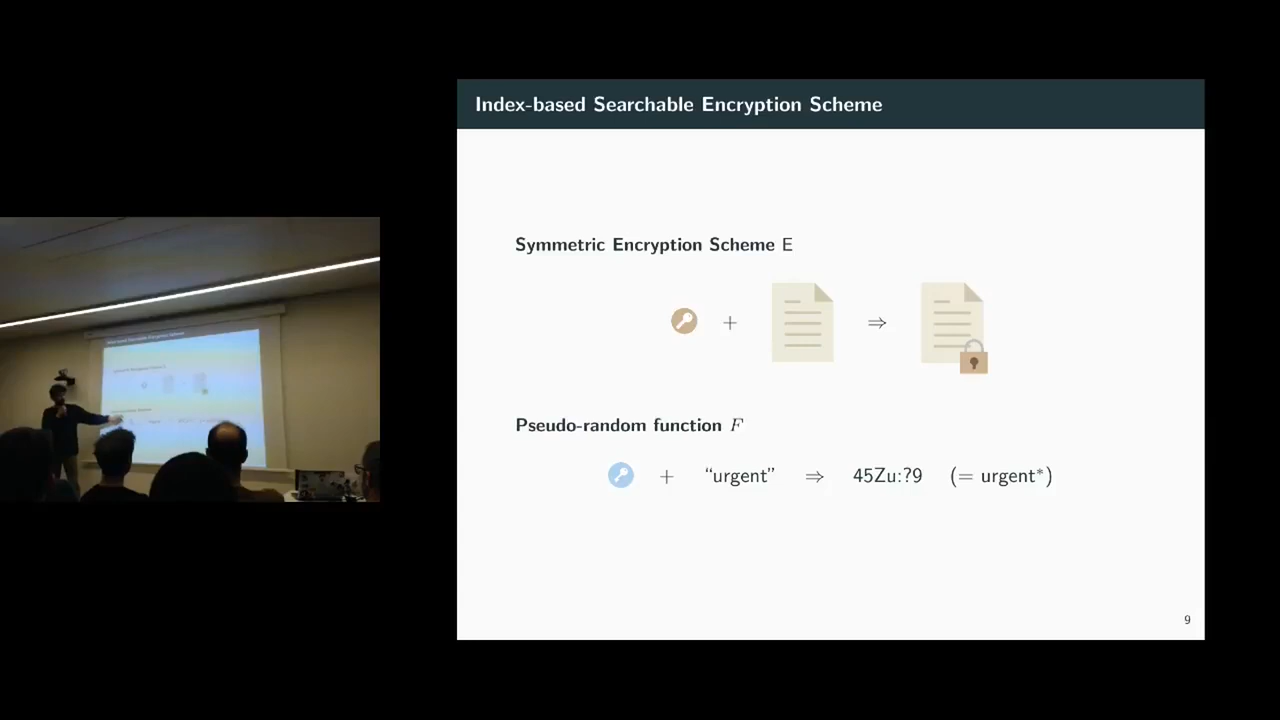 Index-based Searchable Encryption Scheme
Symmetric Encryption Scheme E
+ ⇒
Pseudo-random function F
+ “urgent” ⇒ 45Zu:?9 (= urgent*)
9